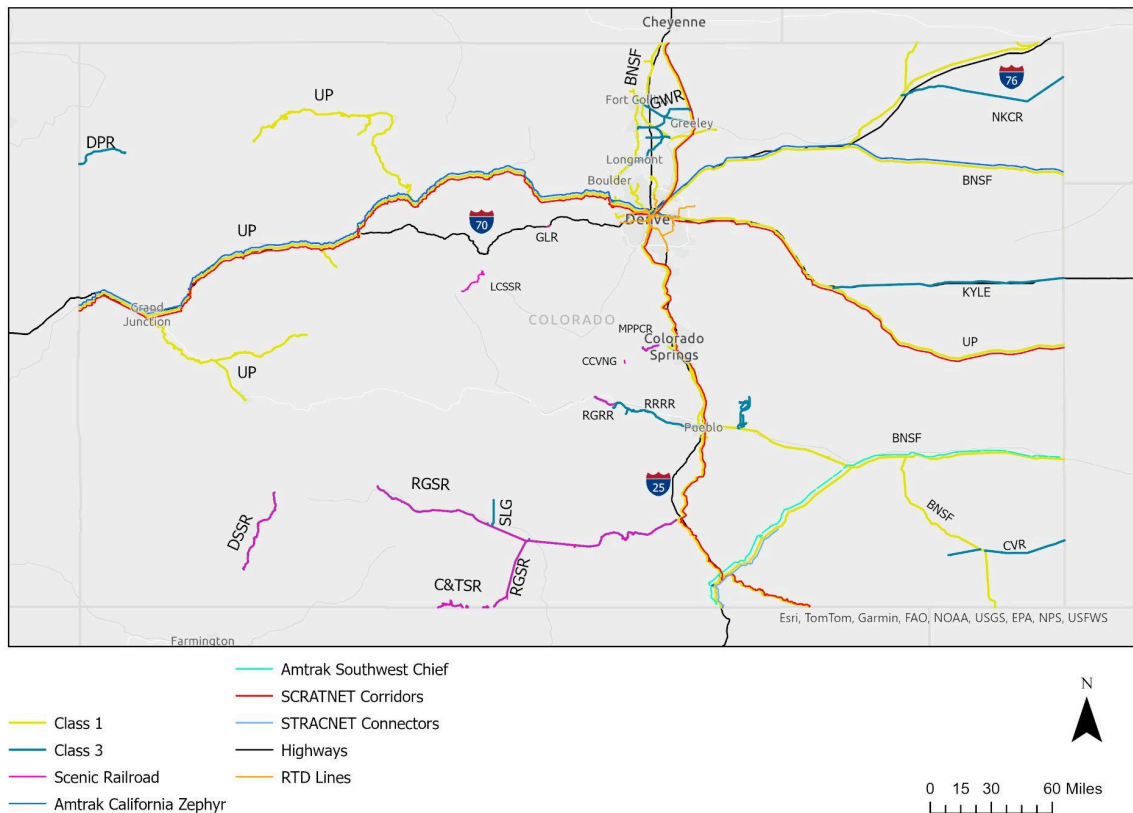 Cheyenne
BNSF
UP
76
Fort Colli
GWR
NKCR
DPR
Greeley
Longmont
Boulder
BNSF
Denve
UP
70
GLR
LCSSR
KYLE
Grand
Junction
COLORADO
MPPCR
Colorado
Springs
UP
CCVNG
UP
RGRR
RRRR
Pueblo
BNSF
RGSR
25
DSSR
SLG
BNSF
CVR
C&TSR
RGSR
Esri, TomTom, Garmin, FAO, NOAA, USGS, EPA, NPS, USFWS
Farmington
Amtrak Southwest Chief
SCRATNET Corridors
Class 1
STRACNET Connectors
Class 3
Highways
Scenic Railroad
RTD Lines
Amtrak California Zephyr
N
0 15 30 60 Miles